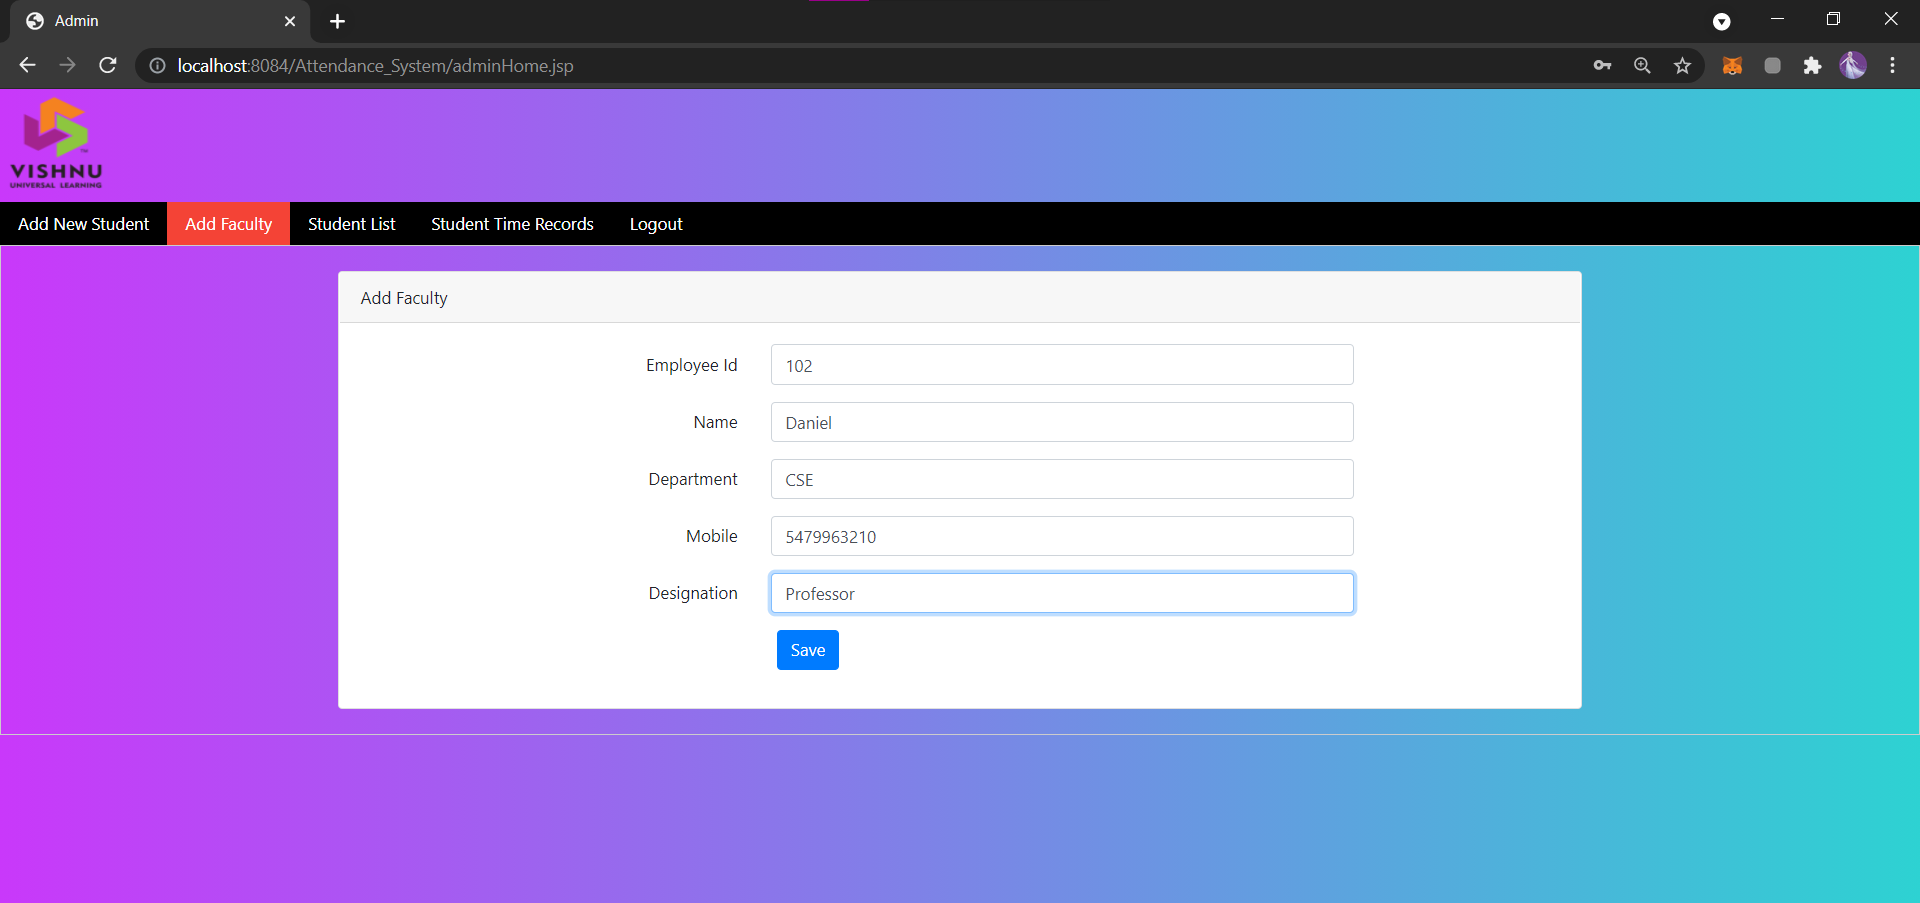 Admin
localhost:8084/Attendance_System/adminHome.jsp
VISHNU
UNIVERSAL LEARNING
Add New Student Add Faculty Student List Student Time Records Logout
Add Faculty
Employee Id 102
Name Daniel
Department CSE
Mobile 5479963210
Designation Professor
Save